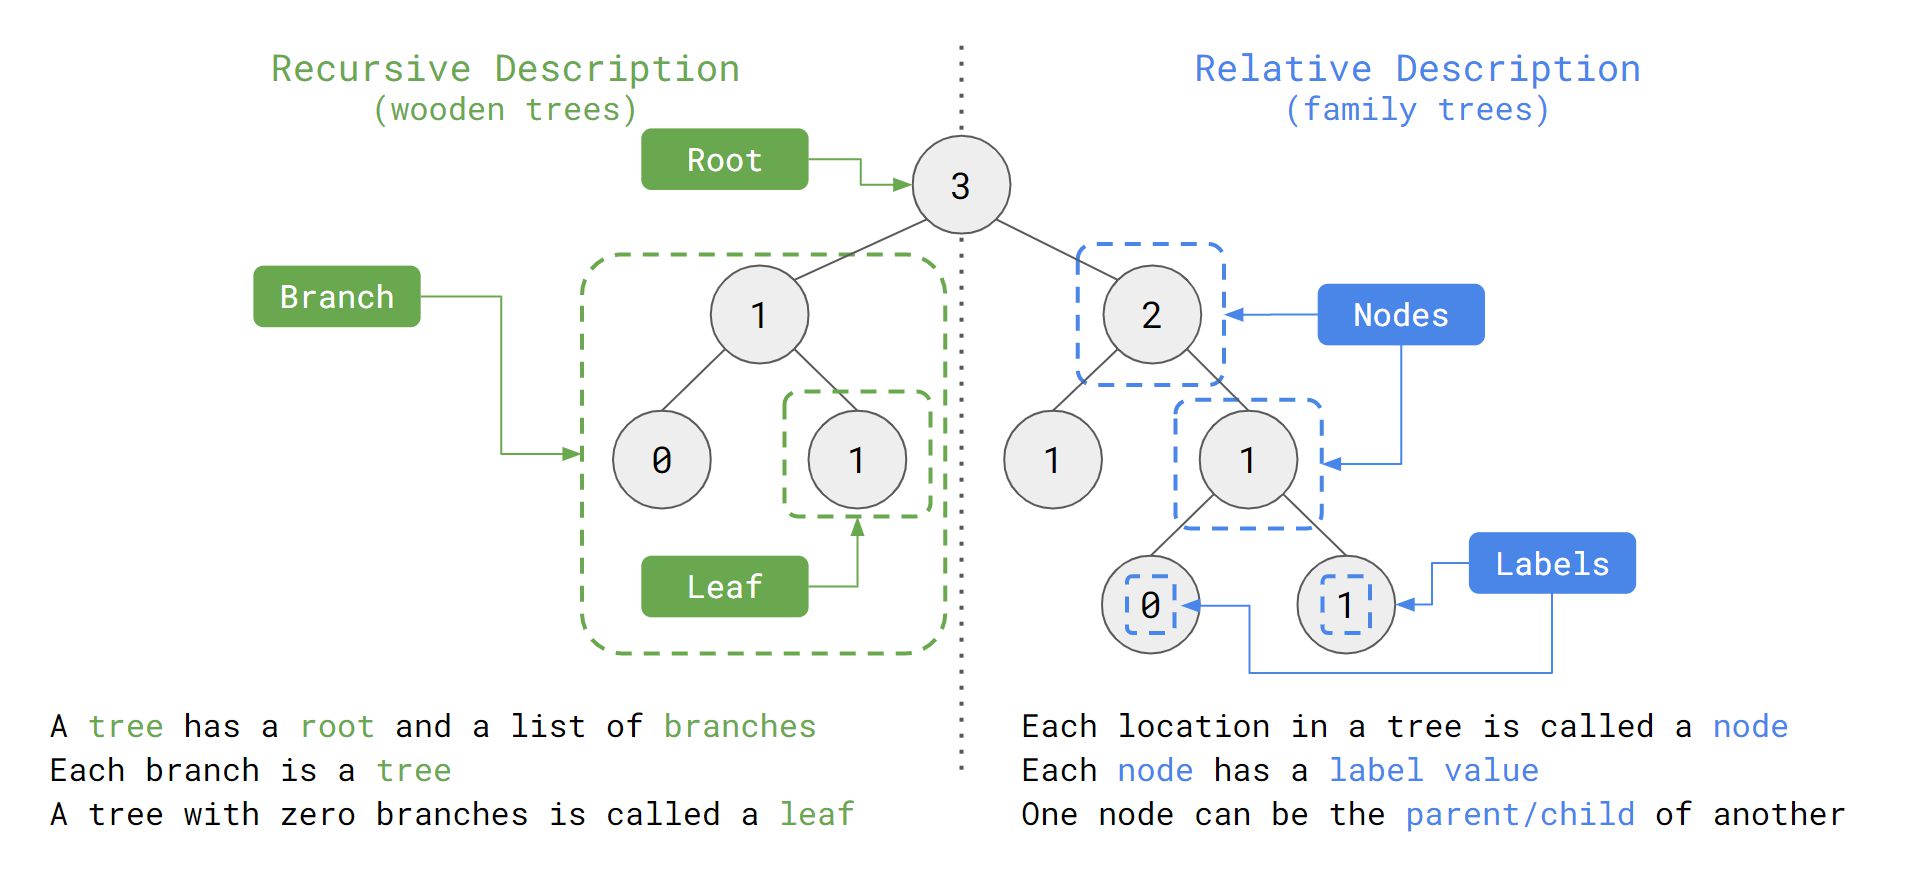 Recursive Description
(wooden trees)
Relative Description
(family trees)
Root
3
Branch
1
2
Nodes
0
1
1
1
Leaf
0
1
Labels
A tree has a root and a list of branches
Each branch is a tree
A tree with zero branches is called a leaf
Each location in a tree is called a node
Each node has a label value
One node can be the parent/child of another